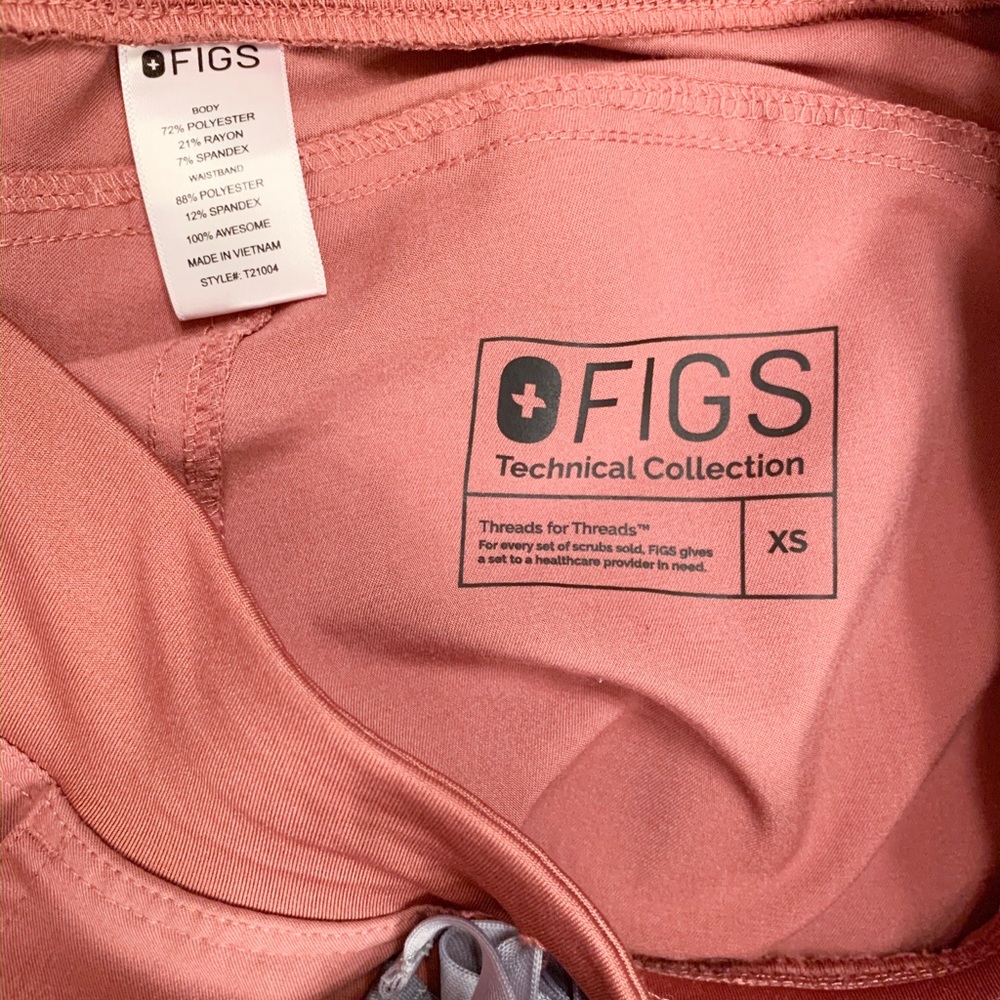 FIGS
BODY
72% POLYESTER
21% RAYON
7% SPANDEX
WAISTBAND
88% POLYESTER
12% SPANDEX
100% AWESOME
MADE IN VIETNAM
STYLE#: T21004
FIGS
Technical Collection
Threads for Threads™
For every set of scrubs sold, FIGS gives
a set to a healthcare provider in need.
XS